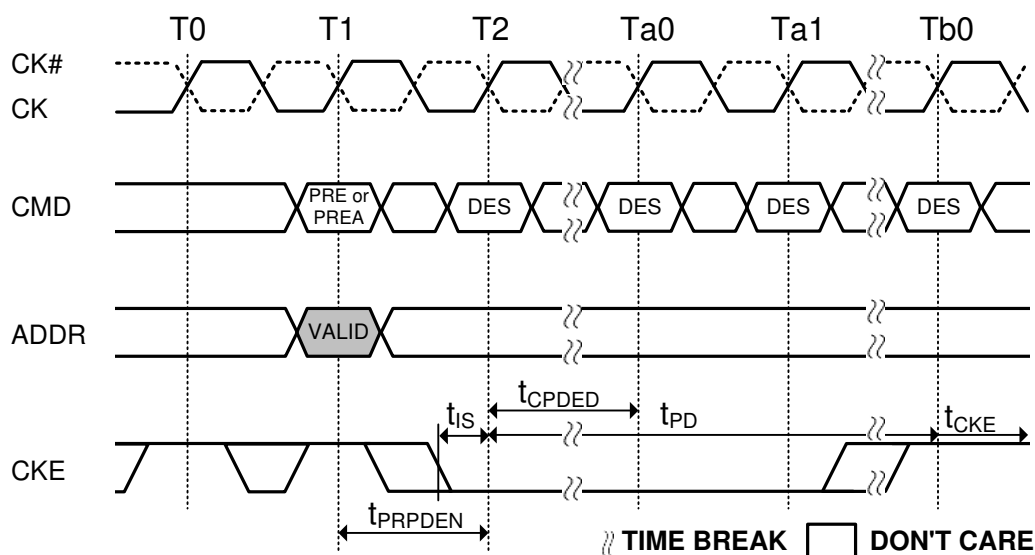 T0 T1 T2 Ta0 Ta1 Tb0
CK#
CK
CMD
PRE or
PREA
DES DES DES DES
ADDR
VALID
tCPDED
tIS tPD tCKE
CKE
tPRPDEN
TIME BREAK DON'T CARE